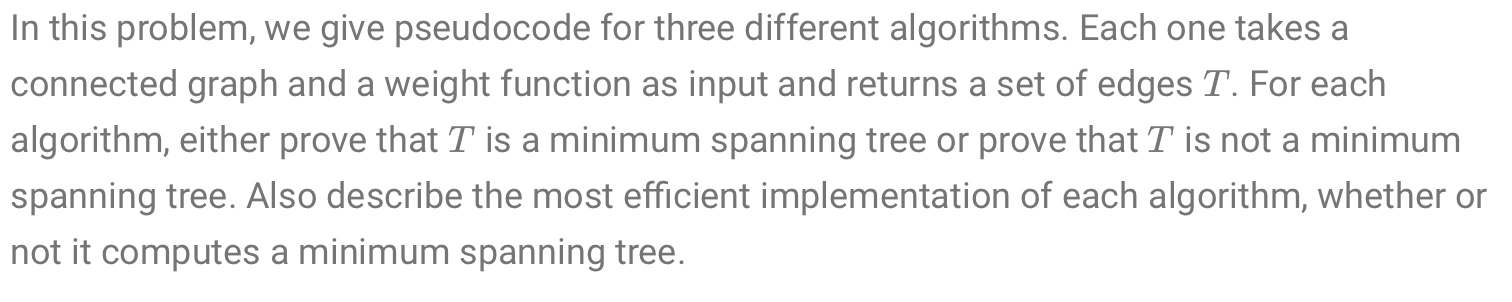 In this problem, we give pseudocode for three different algorithms. Each one takes a
connected graph and a weight function as input and returns a set of edges T. For each
algorithm, either prove that T is a minimum spanning tree or prove that T is not a minimum
spanning tree. Also describe the most efficient implementation of each algorithm, whether or
not it computes a minimum spanning tree.